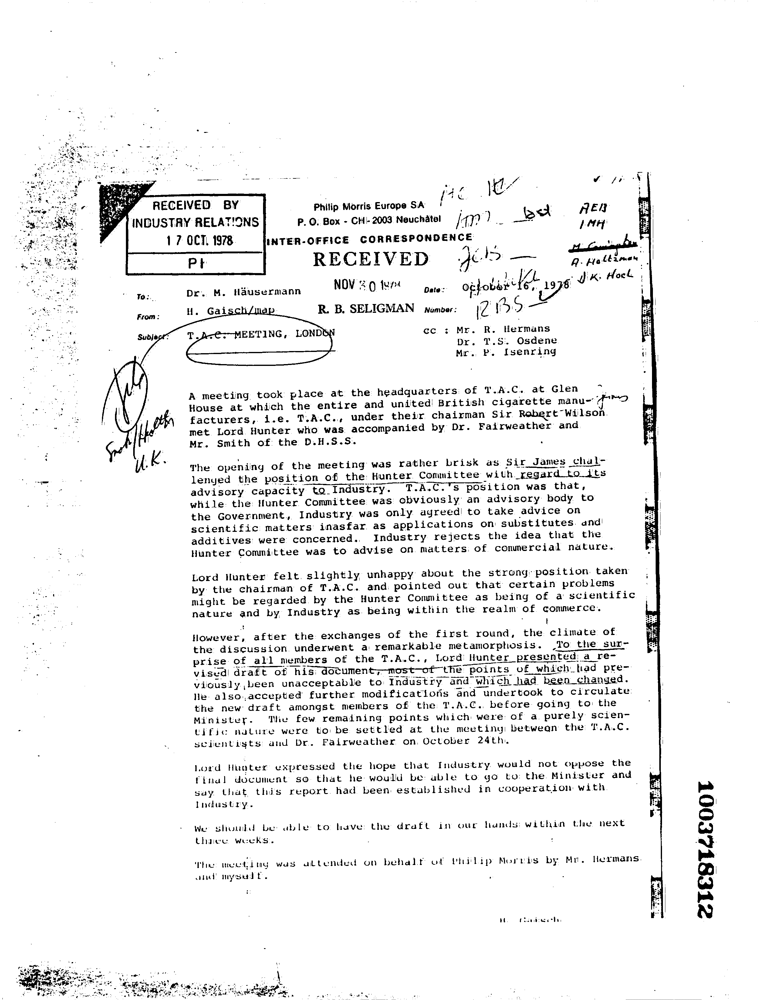 RECEIVED BY
INDUSTRY RELATIONS
17 OCT. 1978
Philip Morris Europe SA
P. O. Box - CH-2003 Neuchâtel
INTER-OFFICE CORRESPONDENCE
AEB
RECEIVED
NOV 30
R. B. SELIGMAN
A. Holtzman
To: Dr. M. Häusermann
Date: October 16, 1978
From: H. Gaisch/map
Number:
Subject: T.A.C. MEETING, LONDON
cc : Mr. R. Hermans
Dr. T.S. Osdene
Mr. P. Isenring
U.K.
A meeting took place at the headquarters of T.A.C. at Glen
House at which the entire and united British cigarette manu-
facturers, i.e. T.A.C., under their chairman Sir Robert Wilson
James
met Lord Hunter who was accompanied by Dr. Fairweather and
Mr. Smith of the D.H.S.S.
The opening of the meeting was rather brisk as Sir James chal-
lenged the position of the Hunter Committee with regard to its
advisory capacity to Industry. T.A.C.'s position was that,
while the Hunter Committee was obviously an advisory body to
the Government, Industry was only agreed to take advice on
scientific matters inasfar as applications on substitutes and
additives were concerned. Industry rejects the idea that the
Hunter Committee was to advise on matters of commercial nature.
Lord Hunter felt slightly unhappy about the strong position taken
by the chairman of T.A.C. and pointed out that certain problems
might be regarded by the Hunter Committee as being of a scientific
nature and by Industry as being within the realm of commerce.
However, after the exchanges of the first round, the climate of
the discussion underwent a remarkable metamorphosis. To the sur-
prise of all members of the T.A.C., Lord Hunter presented a re-
vised draft of his document, most of the points of which had pre-
viously been unacceptable to Industry and which had been changed.
He also accepted further modifications and undertook to circulate
the new draft amongst members of the T.A.C. before going to the
Minister. The few remaining points which were of a purely scien-
tific nature were to be settled at the meeting between the T.A.C.
scientists and Dr. Fairweather on October 24th.
Lord Hunter expressed the hope that Industry would not oppose the
final document so that he would be able to go to the Minister and
say that this report had been established in cooperation with
Industry.
We should be able to have the draft in our hands within the next
three weeks.
The meeting was attended on behalf of Philip Morris by Mr. Hermans
and myself.
H. Gaisch
1003718312